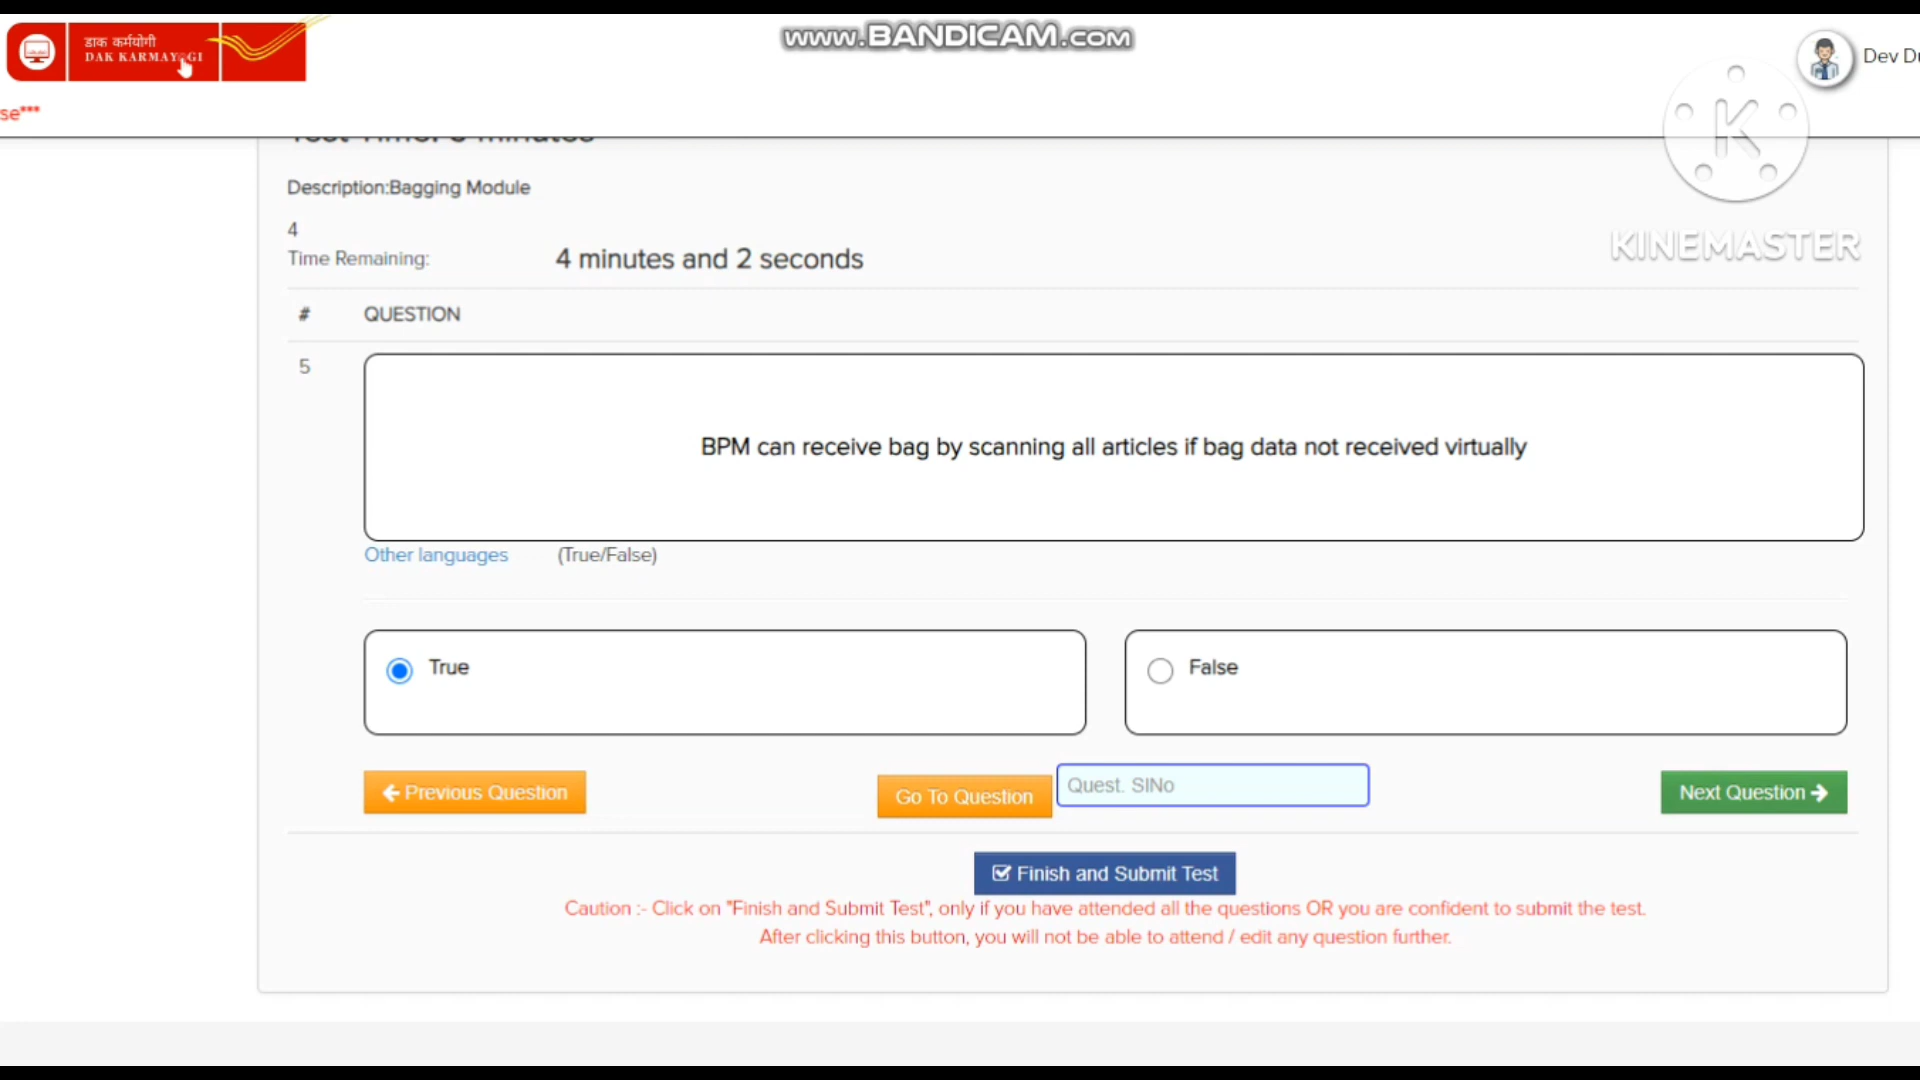 www.BANDICAM.com
डाक कर्मयोगी
DAK KARMAYOGI
Dev
se***
Description:Bagging Module
4
Time Remaining: 4 minutes and 2 seconds
KINEMASTER
# QUESTION
5
BPM can receive bag by scanning all articles if bag data not received virtually
Other languages (True/False)
True
False
Previous Question
Go To Question
Quest. SlNo
Next Question
Finish and Submit Test
Caution :- Click on "Finish and Submit Test", only if you have attended all the questions OR you are confident to submit the test.
After clicking this button, you will not be able to attend / edit any question further.